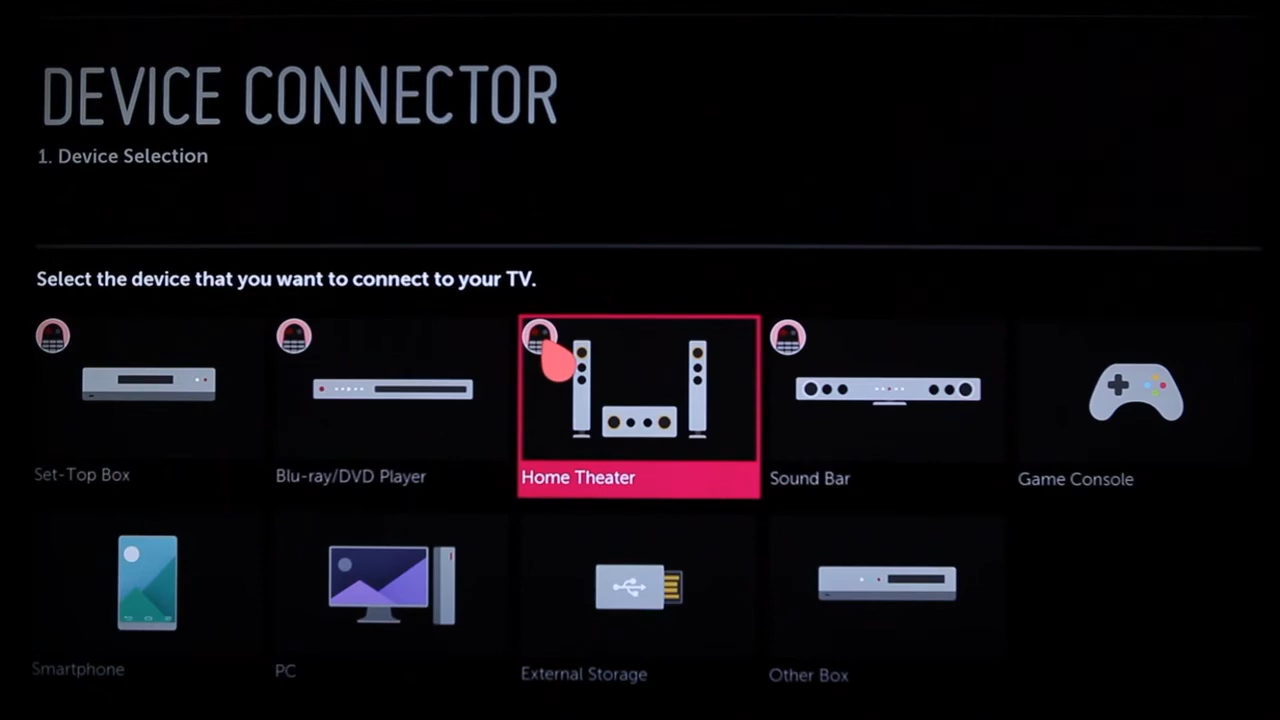 DEVICE CONNECTOR
1. Device Selection
Select the device that you want to connect to your TV.
Set-Top Box
Blu-ray/DVD Player
Home Theater
Sound Bar
Game Console
Smartphone
PC
External Storage
Other Box